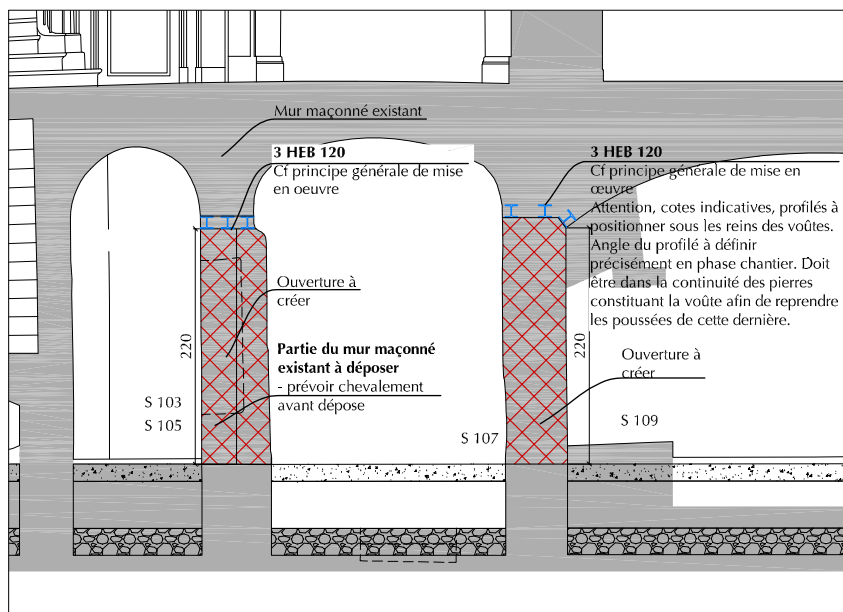 Mur maçonné existant
3 HEB 120
Cf principe générale de mise
en oeuvre
3 HEB 120
Cf principe générale de mise en
œuvre
Attention, cotes indicatives, profilés à
positionner sous les reins des voûtes.
Angle du profilé à définir
précisément en phase chantier. Doit
être dans la continuité des pierres
constituant la voûte afin de reprendre
les poussées de cette dernière.
Ouverture à
créer
220
Partie du mur maçonné
existant à déposer
- prévoir chevalement
avant dépose
220
Ouverture à
créer
S 103
S 105
S 107
S 109